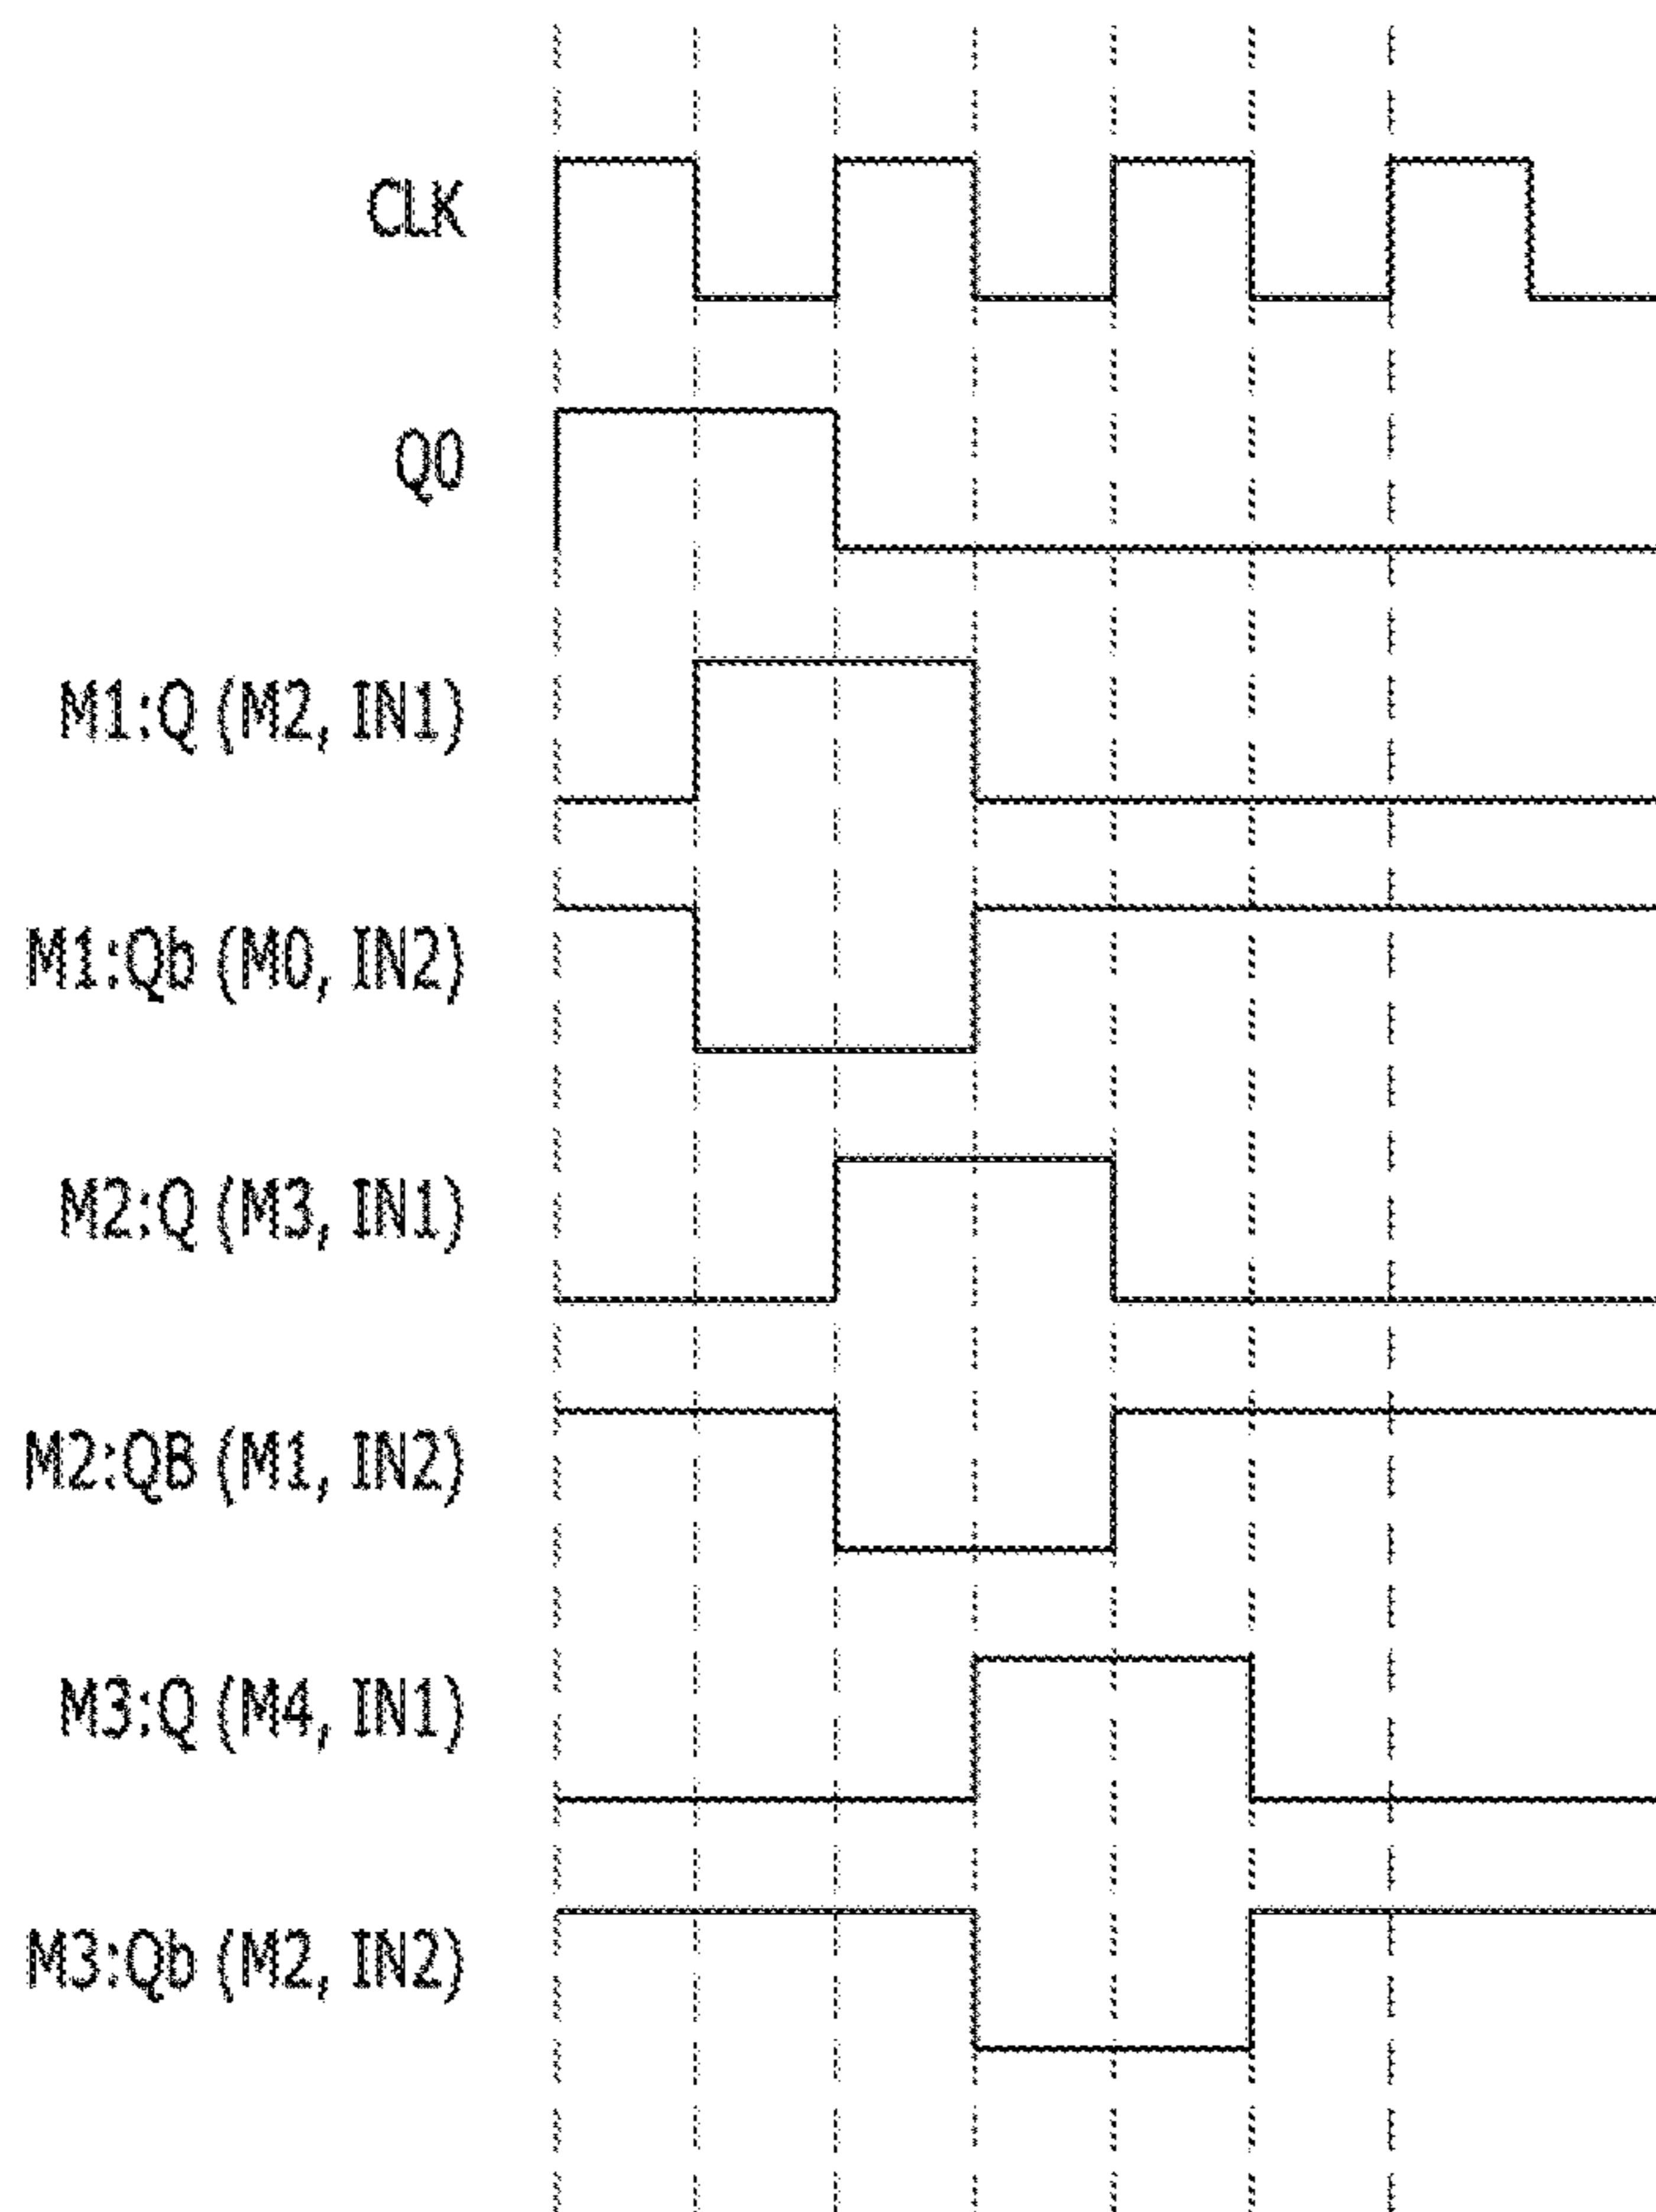 CLK
Q0
M1:Q (M2, IN1)
M1:Qb (M0, IN2)
M2:Q (M3, IN1)
M2:QB (M1, IN2)
M3:Q (M4, IN1)
M3:Qb (M2, IN2)